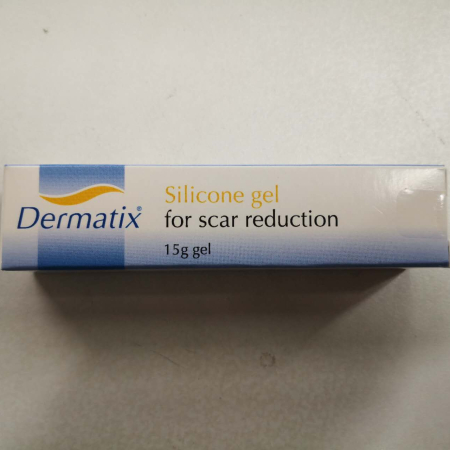 Dermatix®
Silicone gel
for scar reduction
15g gel